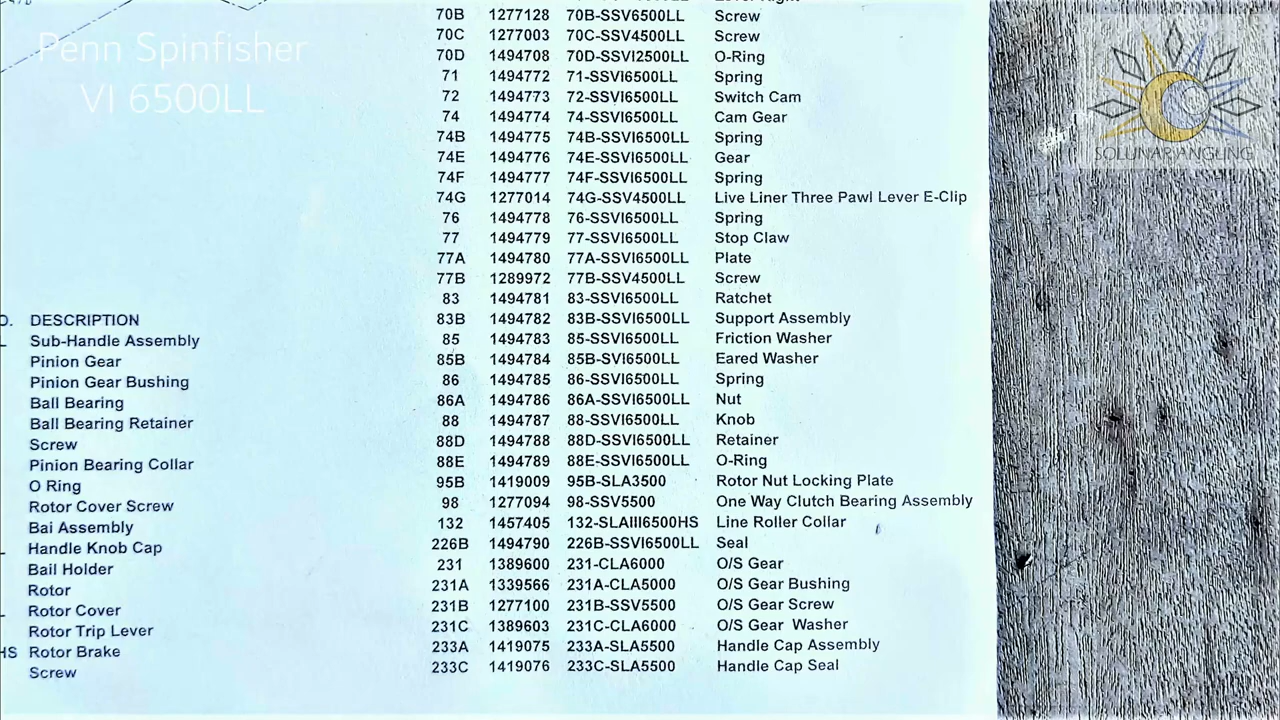 Penn Spinfisher
VI 6500LL
SOLUNAR ANGLING
70B 1277128 70B-SSV6500LL Screw
70C 1277003 70C-SSV4500LL Screw
70D 1494708 70D-SSVI2500LL O-Ring
71 1494772 71-SSVI6500LL Spring
72 1494773 72-SSVI6500LL Switch Cam
74 1494774 74-SSVI6500LL Cam Gear
74B 1494775 74B-SSVI6500LL Spring
74E 1494776 74E-SSVI6500LL Gear
74F 1494777 74F-SSVI6500LL Spring
74G 1277014 74G-SSV4500LL Live Liner Three Pawl Lever E-Clip
76 1494778 76-SSVI6500LL Spring
77 1494779 77-SSVI6500LL Stop Claw
77A 1494780 77A-SSVI6500LL Plate
77B 1289972 77B-SSV4500LL Screw
83 1494781 83-SSVI6500LL Ratchet
83B 1494782 83B-SSVI6500LL Support Assembly
85 1494783 85-SSVI6500LL Friction Washer
85B 1494784 85B-SVI6500LL Eared Washer
86 1494785 86-SSVI6500LL Spring
86A 1494786 86A-SSVI6500LL Nut
88 1494787 88-SSVI6500LL Knob
88D 1494788 88D-SSVI6500LL Retainer
88E 1494789 88E-SSVI6500LL O-Ring
95B 1419009 95B-SLA3500 Rotor Nut Locking Plate
98 1277094 98-SSV5500 One Way Clutch Bearing Assembly
132 1457405 132-SLAIII6500HS Line Roller Collar
226B 1494790 226B-SSVI6500LL Seal
231 1389600 231-CLA6000 O/S Gear
231A 1339566 231A-CLA5000 O/S Gear Bushing
231B 1277100 231B-SSV5500 O/S Gear Screw
231C 1389603 231C-CLA6000 O/S Gear Washer
233A 1419075 233A-SLA5500 Handle Cap Assembly
233C 1419076 233C-SLA5500 Handle Cap Seal
DESCRIPTION
Sub-Handle Assembly
Pinion Gear
Pinion Gear Bushing
Ball Bearing
Ball Bearing Retainer
Screw
Pinion Bearing Collar
O Ring
Rotor Cover Screw
Bai Assembly
Handle Knob Cap
Bail Holder
Rotor
Rotor Cover
Rotor Trip Lever
HS Rotor Brake
Screw